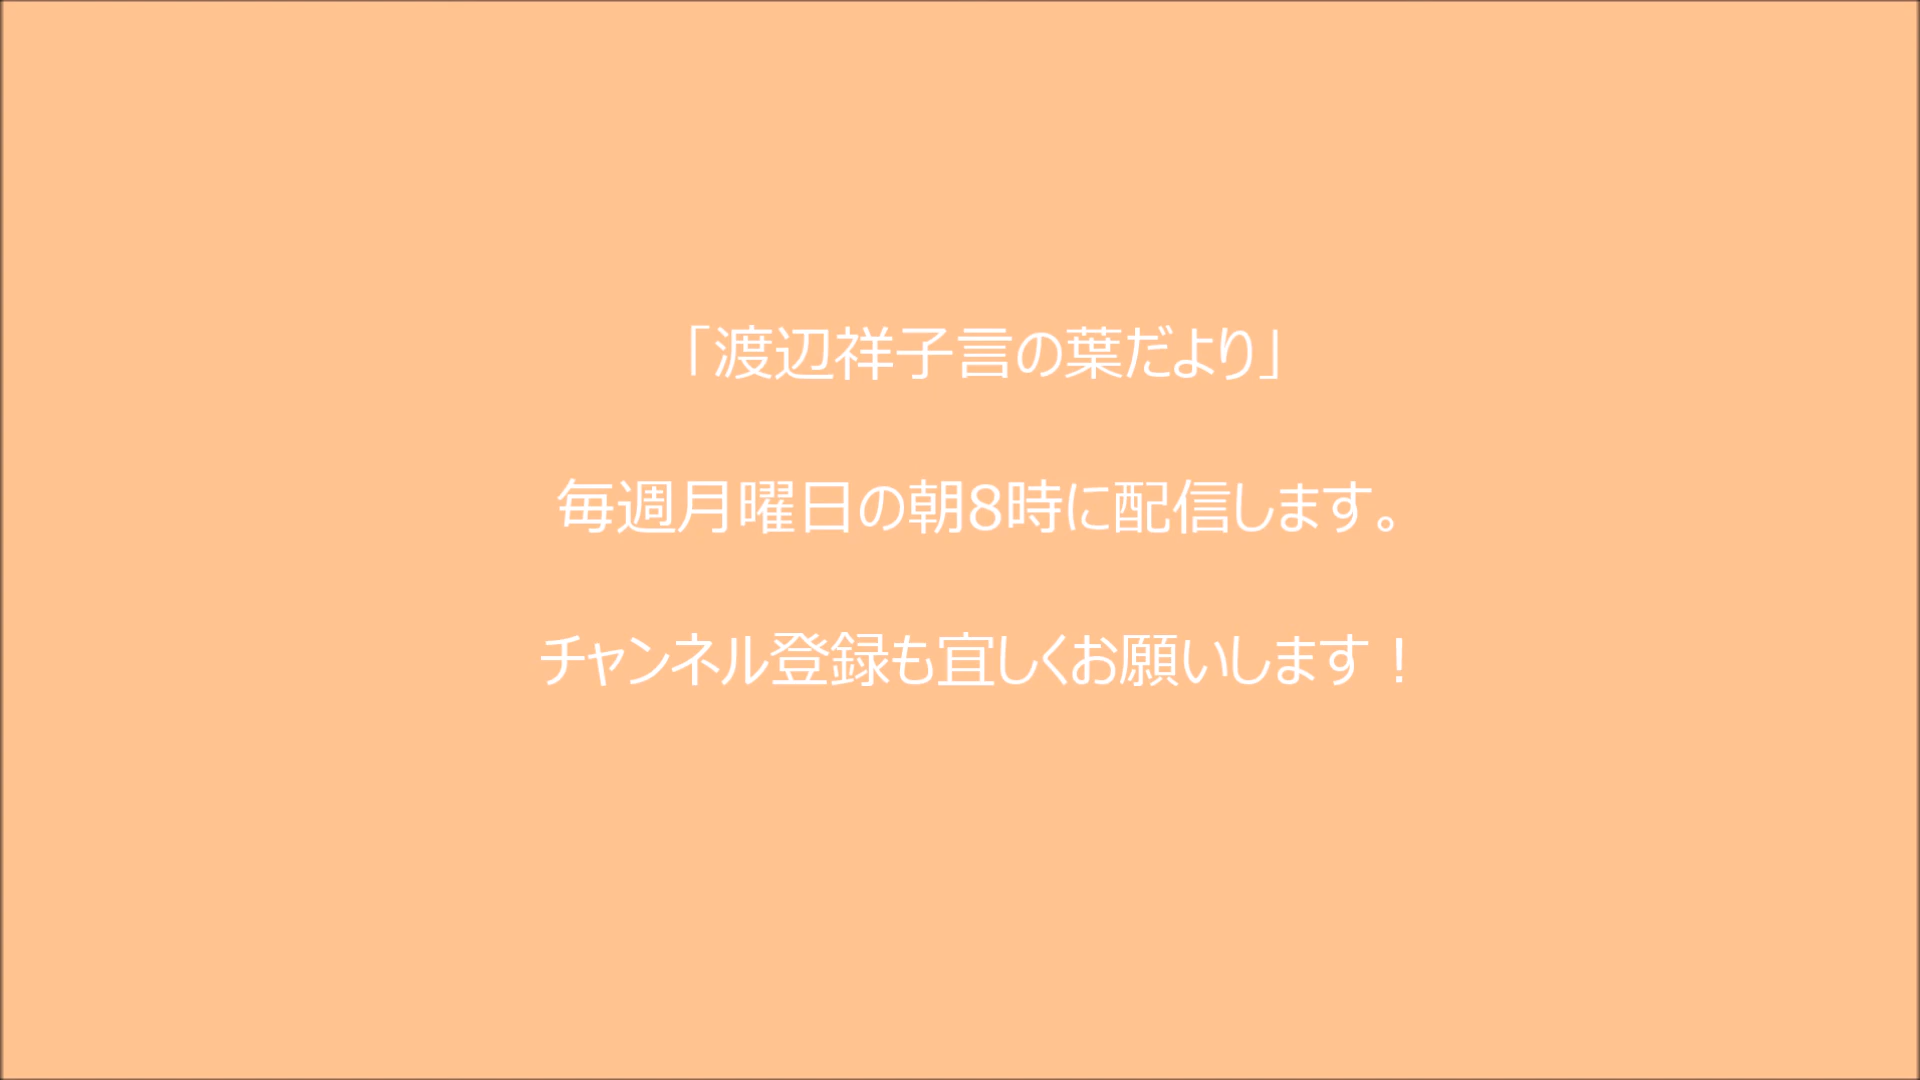 「渡辺祥子言の葉だより」
毎週月曜日の朝8時に配信します。
チャンネル登録も宜しくお願いします！